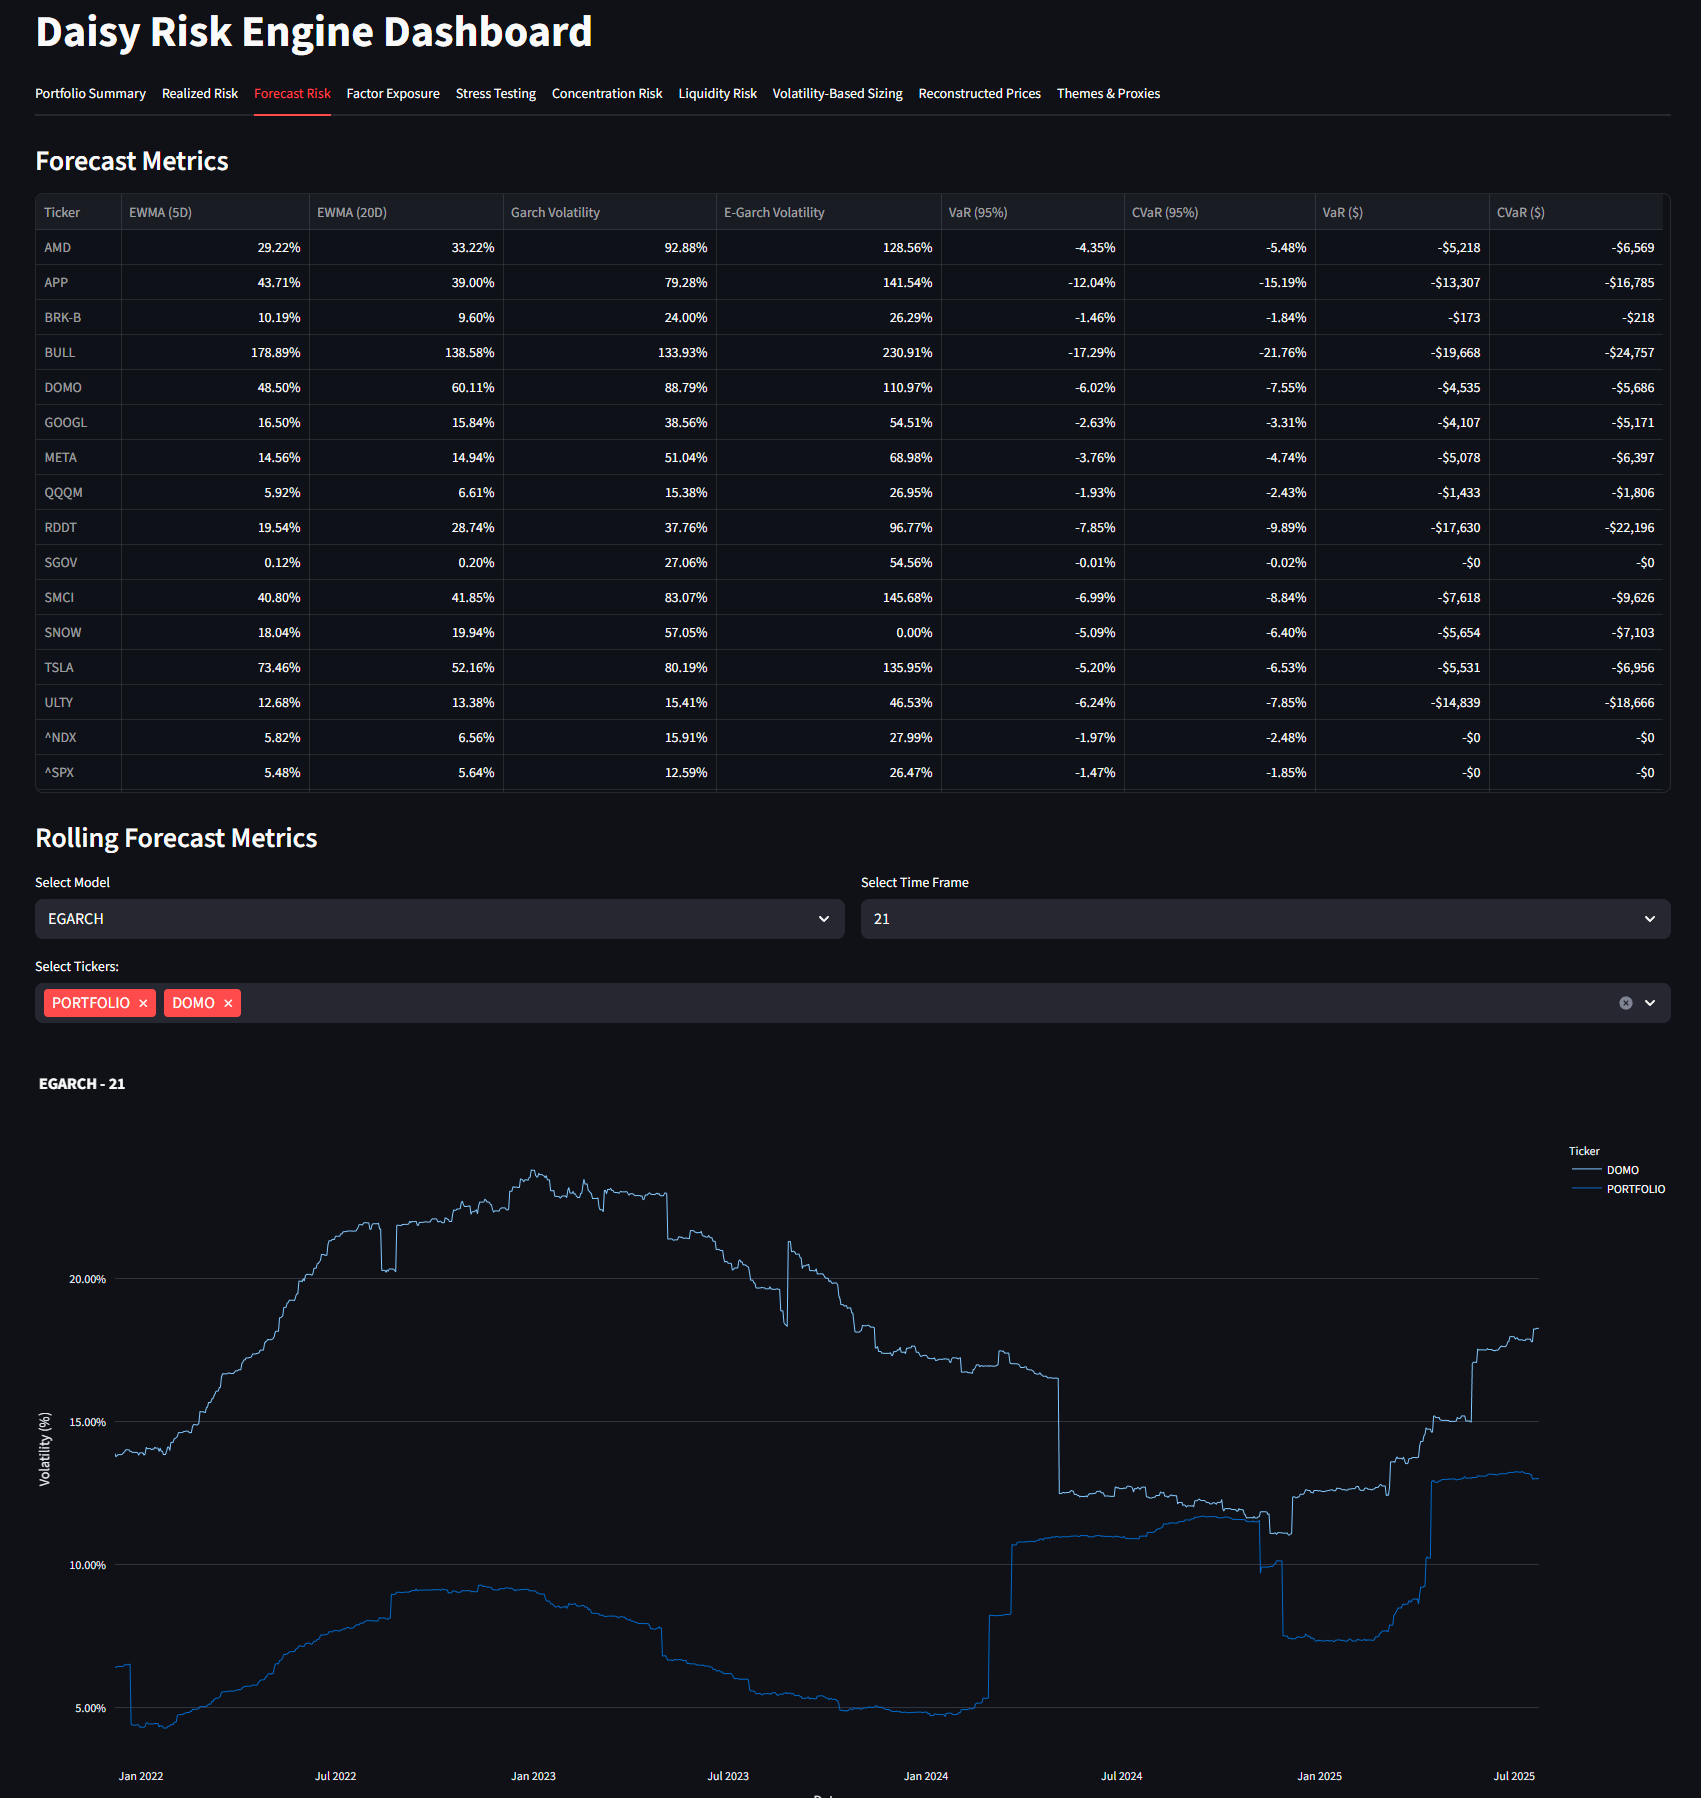 Daisy Risk Engine Dashboard
Portfolio Summary Realized Risk Forecast Risk Factor Exposure Stress Testing Concentration Risk Liquidity Risk Volatility-Based Sizing Reconstructed Prices Themes & Proxies
Forecast Metrics
Ticker EWMA (5D) EWMA (20D) Garch Volatility E-Garch Volatility VaR (95%) CVaR (95%) VaR ($) CVaR ($)
AMD 29.22% 33.22% 92.88% 128.56% -4.35% -5.48% -$5,218 -$6,569
APP 43.71% 39.00% 79.28% 141.54% -12.04% -15.19% -$13,307 -$16,785
BRK-B 10.19% 9.60% 24.00% 26.29% -1.46% -1.84% -$173 -$218
BULL 178.89% 138.58% 133.93% 230.91% -17.29% -21.76% -$19,668 -$24,757
DOMO 48.50% 60.11% 88.79% 110.97% -6.02% -7.55% -$4,535 -$5,686
GOOGL 16.50% 15.84% 38.56% 54.51% -2.63% -3.31% -$4,107 -$5,171
META 14.56% 14.94% 51.04% 68.98% -3.76% -4.74% -$5,078 -$6,397
QQQM 5.92% 6.61% 15.38% 26.95% -1.93% -2.43% -$1,433 -$1,806
RDDT 19.54% 28.74% 37.76% 96.77% -7.85% -9.89% -$17,630 -$22,196
SGOV 0.12% 0.20% 27.06% 54.56% -0.01% -0.02% -$0 -$0
SMCI 40.80% 41.85% 83.07% 145.68% -6.99% -8.84% -$7,618 -$9,626
SNOW 18.04% 19.94% 57.05% 0.00% -5.09% -6.40% -$5,654 -$7,103
TSLA 73.46% 52.16% 80.19% 135.95% -5.20% -6.53% -$5,531 -$6,956
ULTY 12.68% 13.38% 15.41% 46.53% -6.24% -7.85% -$14,839 -$18,666
^NDX 5.82% 6.56% 15.91% 27.99% -1.97% -2.48% -$0 -$0
^SPX 5.48% 5.64% 12.59% 26.47% -1.47% -1.85% -$0 -$0
Rolling Forecast Metrics
Select Model Select Time Frame
EGARCH 21
Select Tickers:
PORTFOLIO × DOMO ×
EGARCH - 21
Ticker
DOMO
PORTFOLIO
20.00%
15.00%
10.00%
5.00%
Volatility (%)
Jan 2022 Jul 2022 Jan 2023 Jul 2023 Jan 2024 Jul 2024 Jan 2025 Jul 2025